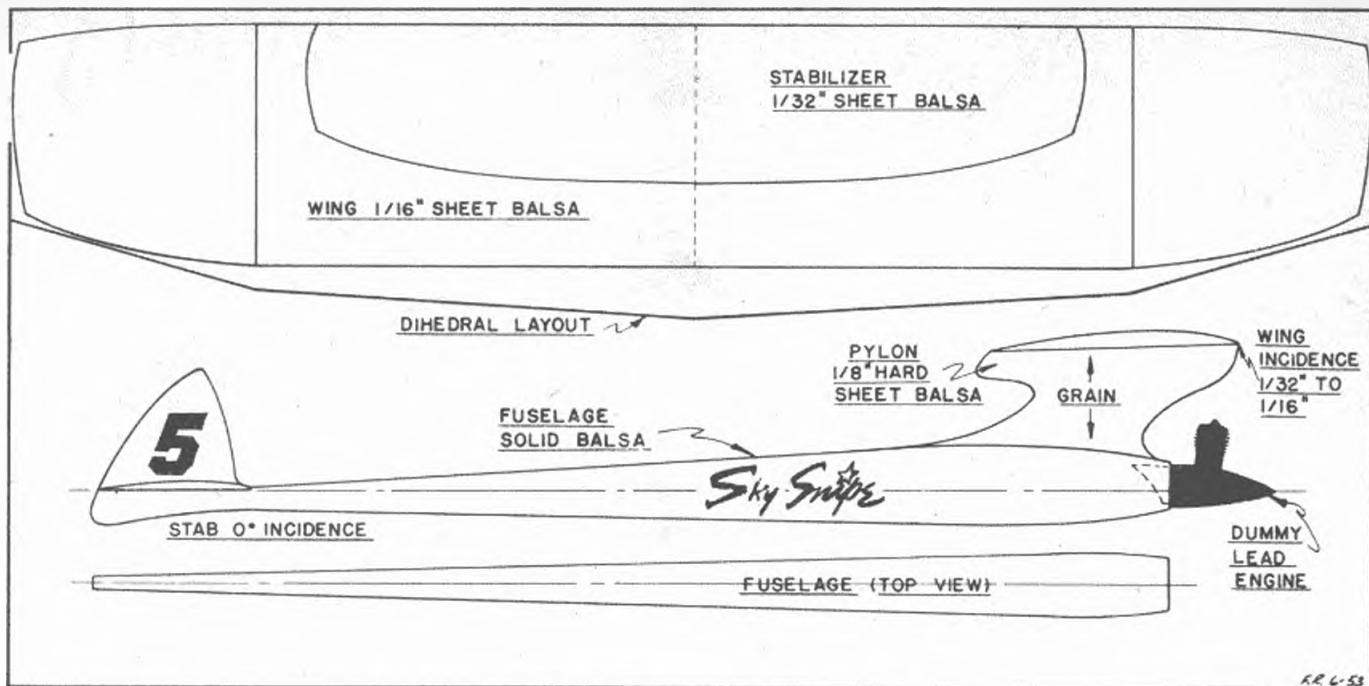 STABILIZER
1/32" SHEET BALSA
WING 1/16" SHEET BALSA
DIHEDRAL LAYOUT
PYLON
1/8" HARD
SHEET BALSA
GRAIN
WING
INCIDENCE
1/32" TO
1/16"
FUSELAGE
SOLID BALSA
5
Sky Snipe
STAB 0° INCIDENCE
DUMMY
LEAD
ENGINE
FUSELAGE (TOP VIEW)
F.R. 6-53